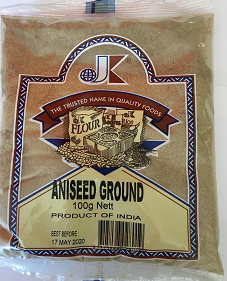 JK
THE TRUSTED NAME IN QUALITY FOODS
FLOUR
Rice
ANISEED GROUND
100g Nett
PRODUCT OF INDIA
BEST BEFORE:
17 MAY 2020